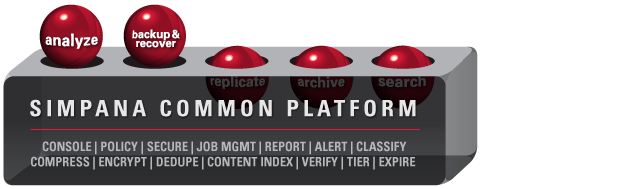 analyze
backup &
recover
replicate
archive
search
SIMPANA COMMON PLATFORM
CONSOLE | POLICY | SECURE | JOB MGMT | REPORT | ALERT | CLASSIFY
COMPRESS | ENCRYPT | DEDUPE | CONTENT INDEX | VERIFY | TIER | EXPIRE